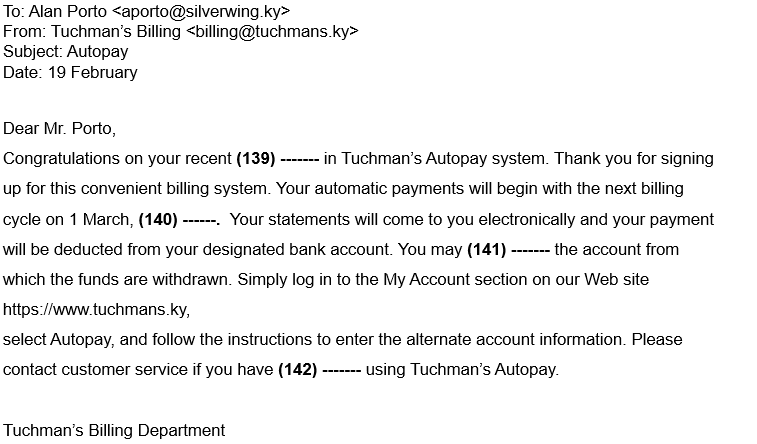 To: Alan Porto <aporto@silverwing.ky>
From: Tuchman’s Billing <billing@tuchmans.ky>
Subject: Autopay
Date: 19 February
Dear Mr. Porto,
Congratulations on your recent (139) ------- in Tuchman’s Autopay system. Thank you for signing
up for this convenient billing system. Your automatic payments will begin with the next billing
cycle on 1 March, (140) ------.  Your statements will come to you electronically and your payment
will be deducted from your designated bank account. You may (141) ------- the account from
which the funds are withdrawn. Simply log in to the My Account section on our Web site
https://www.tuchmans.ky,
select Autopay, and follow the instructions to enter the alternate account information. Please
contact customer service if you have (142) ------- using Tuchman’s Autopay.
Tuchman’s Billing Department